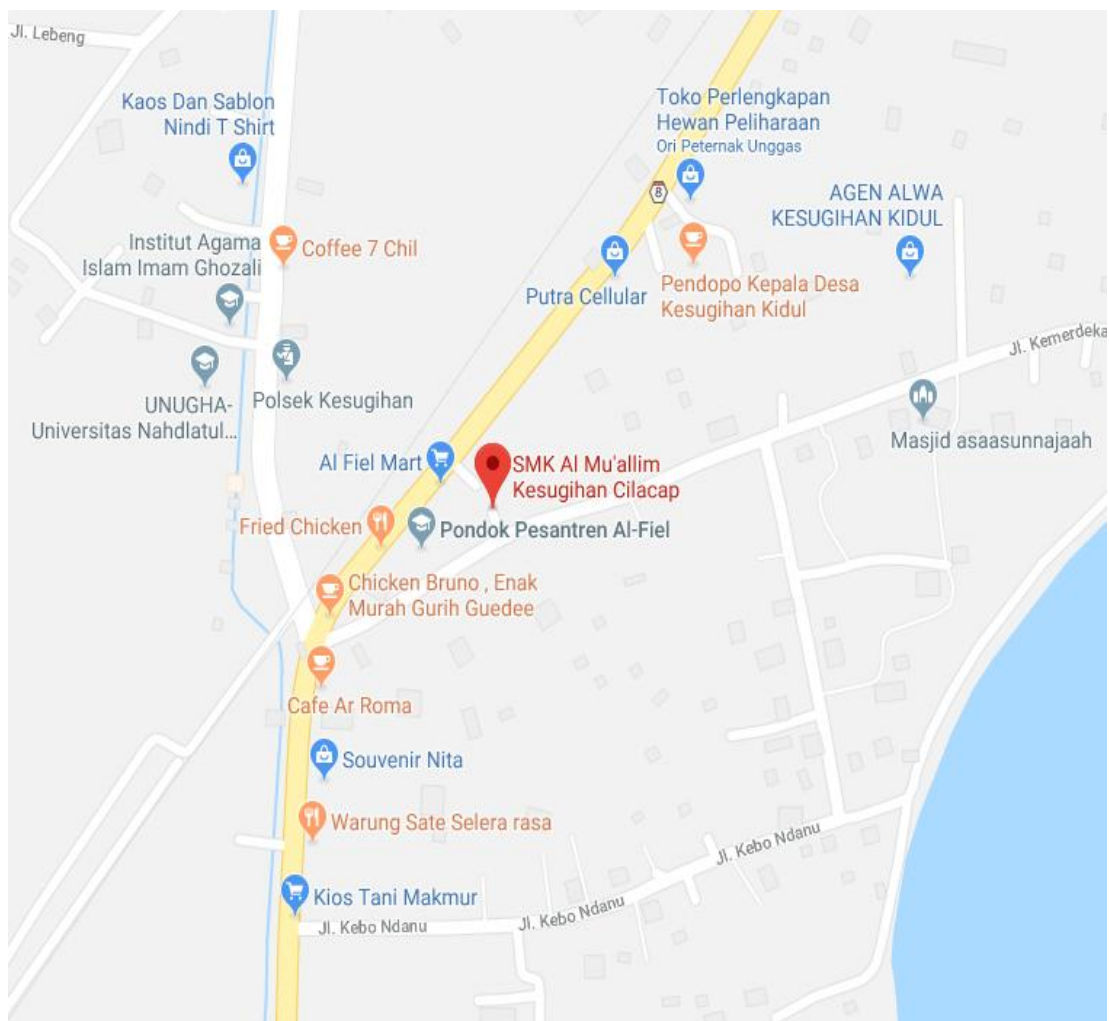 Jl. Lebeng
Kaos Dan Sablon
Nindi T Shirt
Toko Perlengkapan
Hewan Peliharaan
Ori Peternak Unggas
8
AGEN ALWA
KESUGIHAN KIDUL
Institut Agama
Islam Imam Ghozali
Coffee 7 Chil
Putra Cellular
Pendopo Kepala Desa
Kesugihan Kidul
Jl. Kemerdeka
UNUGHA-
Universitas Nahdlatul...
Polsek Kesugihan
Masjid asaasunnajaah
Al Fiel Mart
SMK Al Mu'allim
Kesugihan Cilacap
Fried Chicken
Pondok Pesantren Al-Fiel
Chicken Bruno , Enak
Murah Gurih Guedee
Cafe Ar Roma
Souvenir Nita
Warung Sate Selera rasa
Jl. Kebo Ndanu
Kios Tani Makmur
Jl. Kebo Ndanu
Jl. Kebo Ndanu